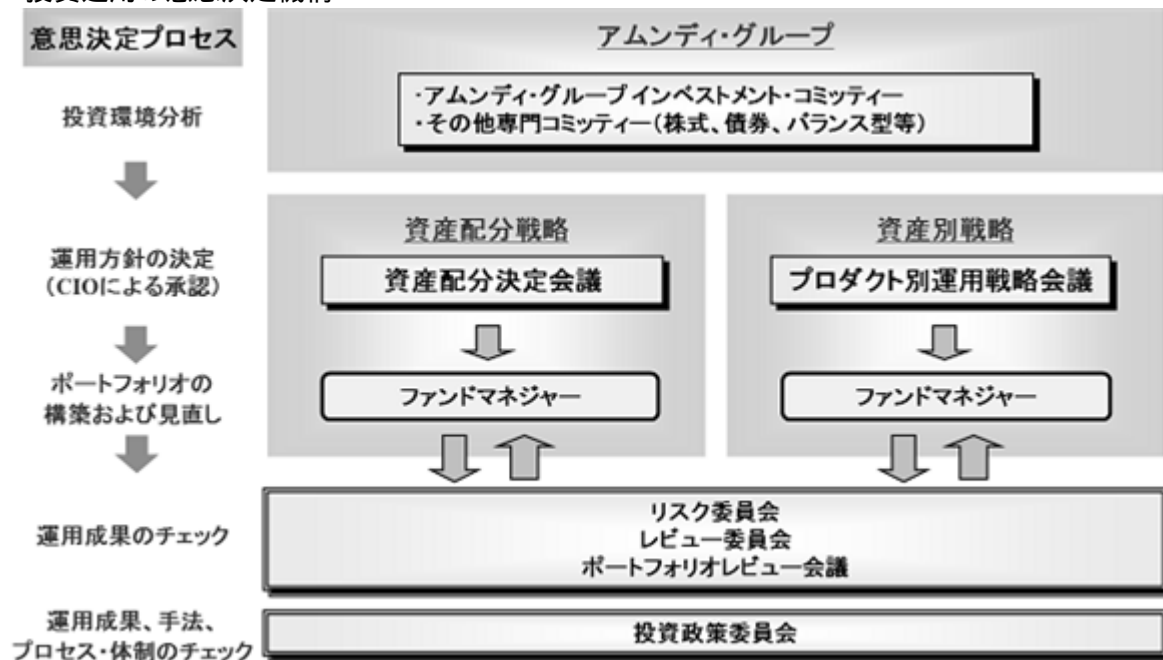 意思決定プロセス
アムンディ・グループ
投資環境分析
・アムンディ・グループ インベストメント・コミッティー
・その他専門コミッティー(株式、債券、バランス型等)
運用方針の決定
(CIOによる承認)
資産配分戦略
資産配分決定会議
資産別戦略
プロダクト別運用戦略会議
ポートフォリオの
構築および見直し
ファンドマネジャー
ファンドマネジャー
運用成果のチェック
リスク委員会
レビュー委員会
ポートフォリオレビュー会議
運用成果、手法、
プロセス・体制のチェック
投資政策委員会